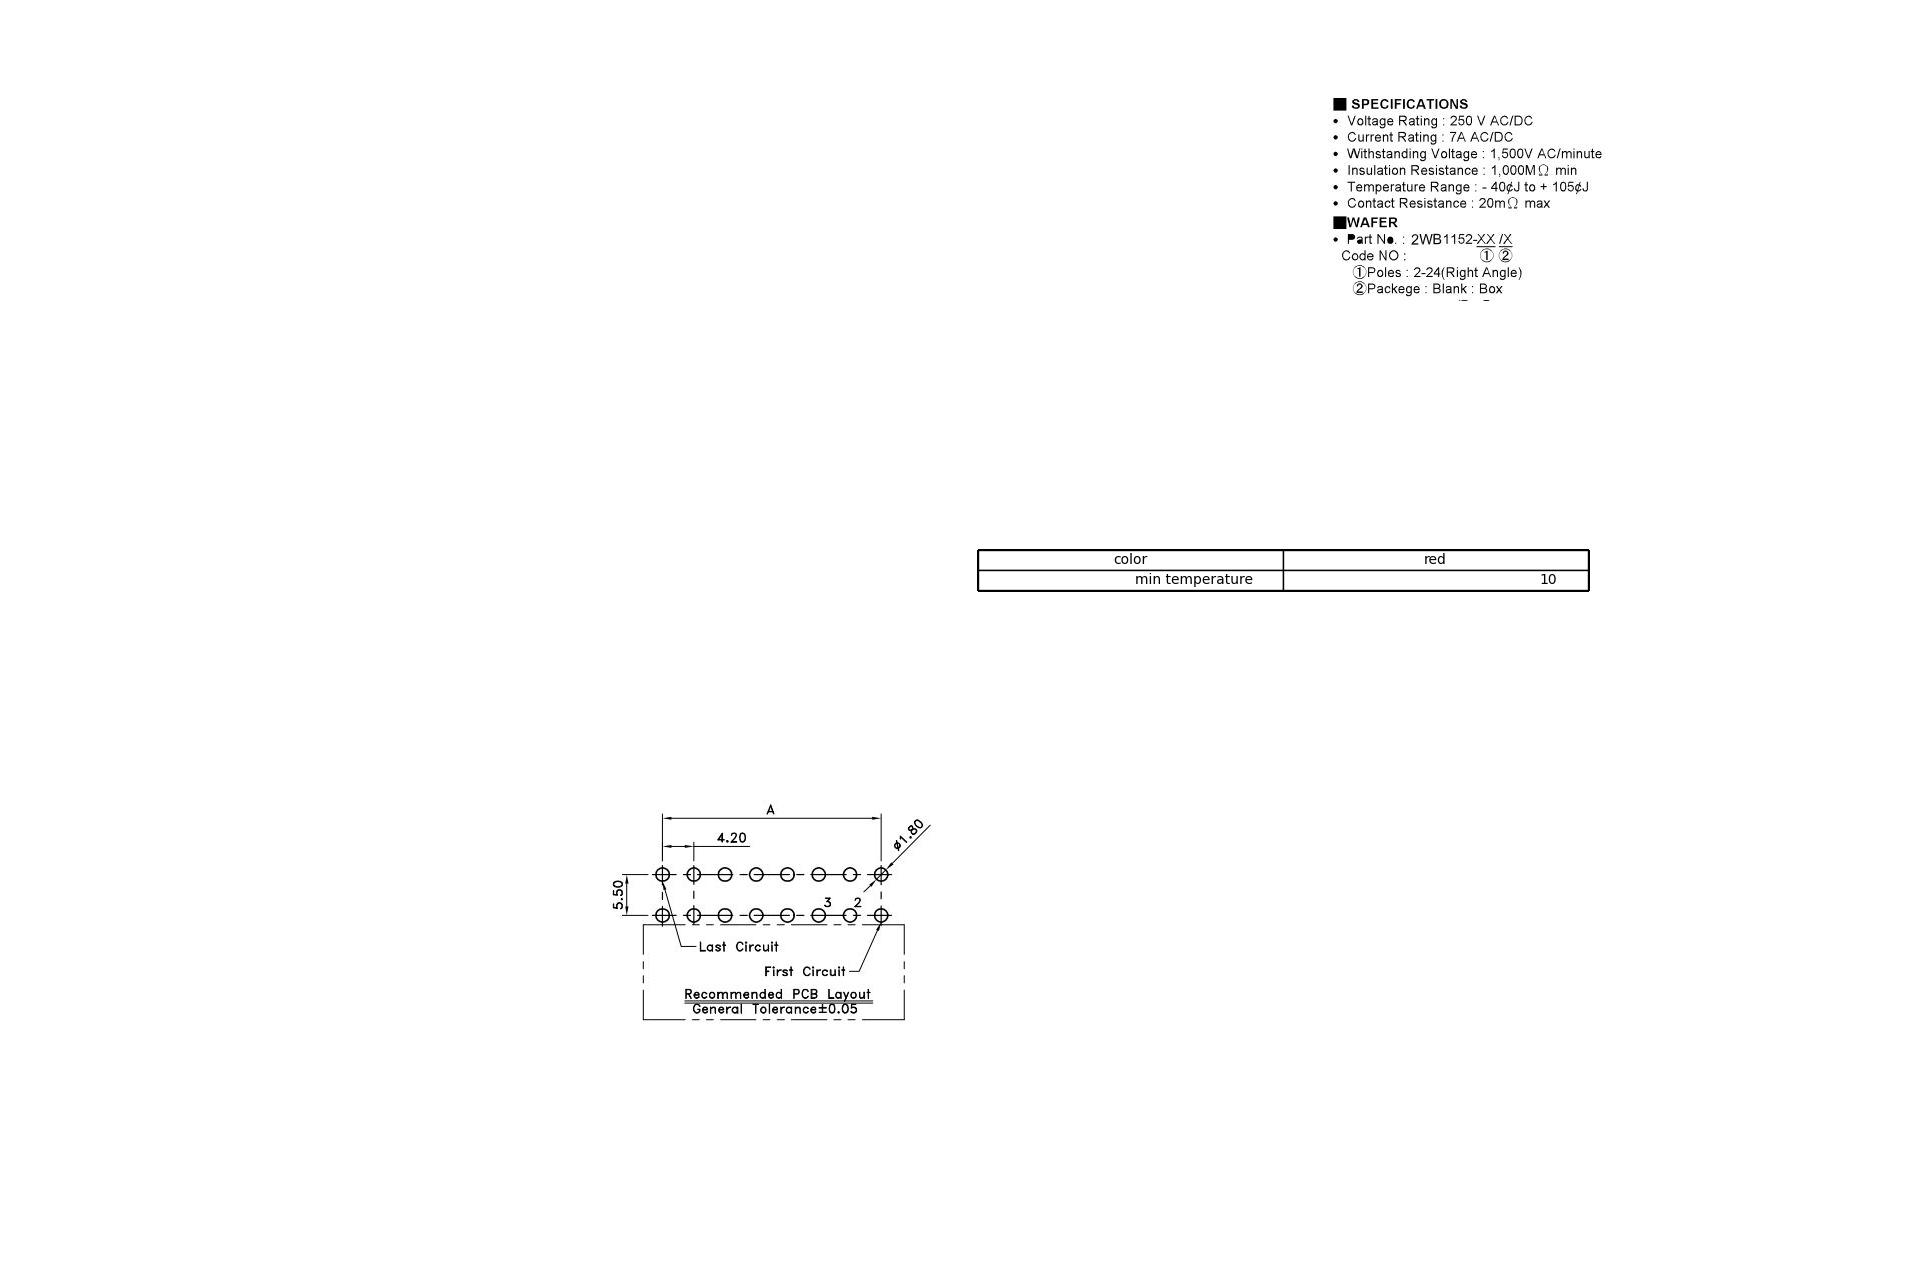 ■ SPECIFICATIONS
• Voltage Rating : 250 V AC/DC
• Current Rating : 7A AC/DC
• Withstanding Voltage : 1,500V AC/minute
• Insulation Resistance : 1,000MΩ min
• Temperature Range : - 40¢J to + 105¢J
• Contact Resistance : 20mΩ max
■WAFER
• Part No. : 2WB1152-XX /X
Code NO : ① ②
①Poles : 2-24(Right Angle)
②Packege : Blank : Box
color red
min temperature 10
A
4.20
ø1.80
5.50
3 2
Last Circuit
First Circuit
Recommended PCB Layout
General Tolerance±0.05